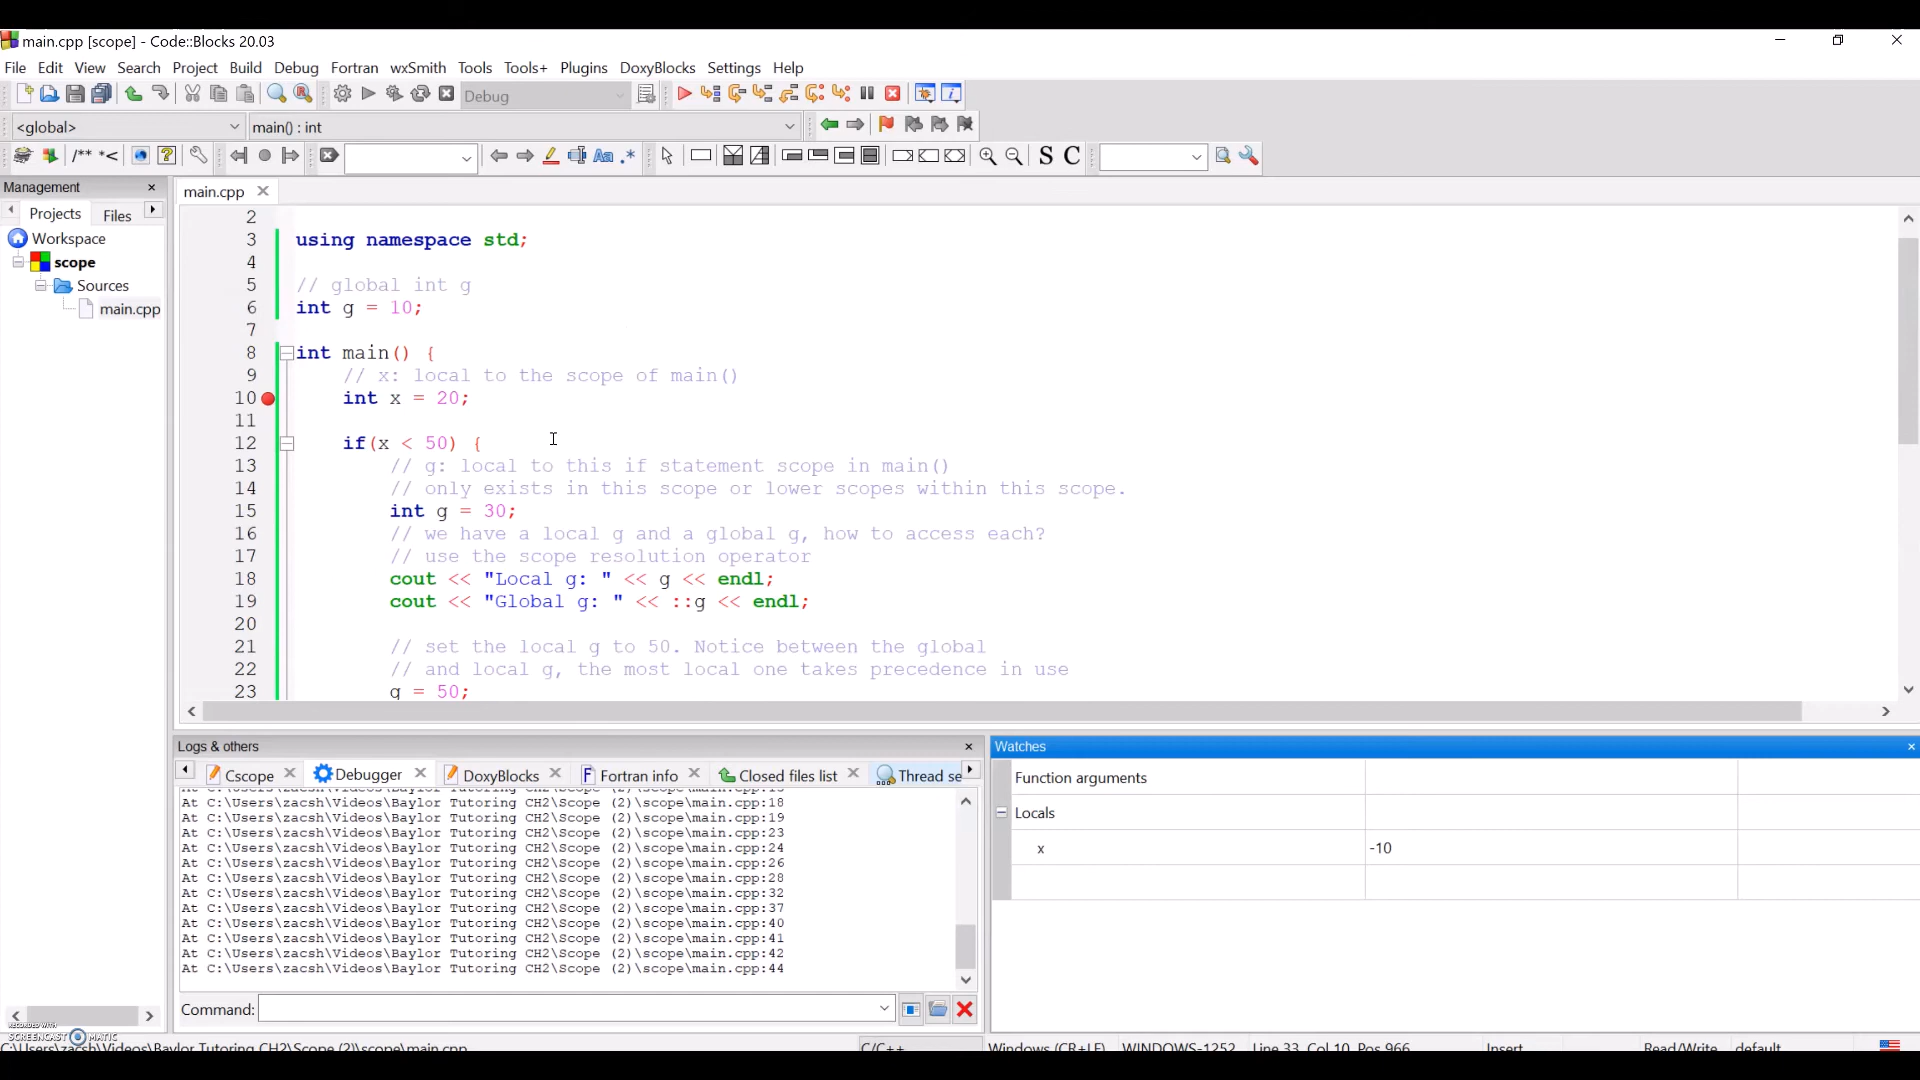 main.cpp [scope] - Code::Blocks 20.03
File Edit View Search Project Build Debug Fortran wxSmith Tools Tools+ Plugins DoxyBlocks Settings Help
Debug
<global> main() : int
/** *< Aa .* S C
Management
Projects Files
Workspace
scope
Sources
main.cpp
main.cpp
2
3 using namespace std;
4
5 // global int g
6 int g = 10;
7
8 int main() {
9 // x: local to the scope of main()
10 int x = 20;
11
12 if(x < 50) {
13 // g: local to this if statement scope in main()
14 // only exists in this scope or lower scopes within this scope.
15 int g = 30;
16 // we have a local g and a global g, how to access each?
17 // use the scope resolution operator
18 cout << "Local g: " << g << endl;
19 cout << "Global g: " << ::g << endl;
20
21 // set the local g to 50. Notice between the global
22 // and local g, the most local one takes precedence in use
23 g = 50;
Logs & others
Cscope Debugger DoxyBlocks Fortran info Closed files list Thread se
At C:\Users\zacsh\Videos\Baylor Tutoring CH2\Scope (2)\scope\main.cpp:18
At C:\Users\zacsh\Videos\Baylor Tutoring CH2\Scope (2)\scope\main.cpp:19
At C:\Users\zacsh\Videos\Baylor Tutoring CH2\Scope (2)\scope\main.cpp:23
At C:\Users\zacsh\Videos\Baylor Tutoring CH2\Scope (2)\scope\main.cpp:24
At C:\Users\zacsh\Videos\Baylor Tutoring CH2\Scope (2)\scope\main.cpp:26
At C:\Users\zacsh\Videos\Baylor Tutoring CH2\Scope (2)\scope\main.cpp:28
At C:\Users\zacsh\Videos\Baylor Tutoring CH2\Scope (2)\scope\main.cpp:32
At C:\Users\zacsh\Videos\Baylor Tutoring CH2\Scope (2)\scope\main.cpp:37
At C:\Users\zacsh\Videos\Baylor Tutoring CH2\Scope (2)\scope\main.cpp:40
At C:\Users\zacsh\Videos\Baylor Tutoring CH2\Scope (2)\scope\main.cpp:41
At C:\Users\zacsh\Videos\Baylor Tutoring CH2\Scope (2)\scope\main.cpp:42
At C:\Users\zacsh\Videos\Baylor Tutoring CH2\Scope (2)\scope\main.cpp:44
Command:
Watches
Function arguments
Locals
x -10
RECORDED WITH
SCREENCAST MATIC
C:\Users\zacsh\Videos\Baylor Tutoring CH2\Scope (2)\scope\main.cpp C/C++ Windows (CR+LF) WINDOWS-1252 Line 33, Col 10, Pos 966 Insert Read/Write default